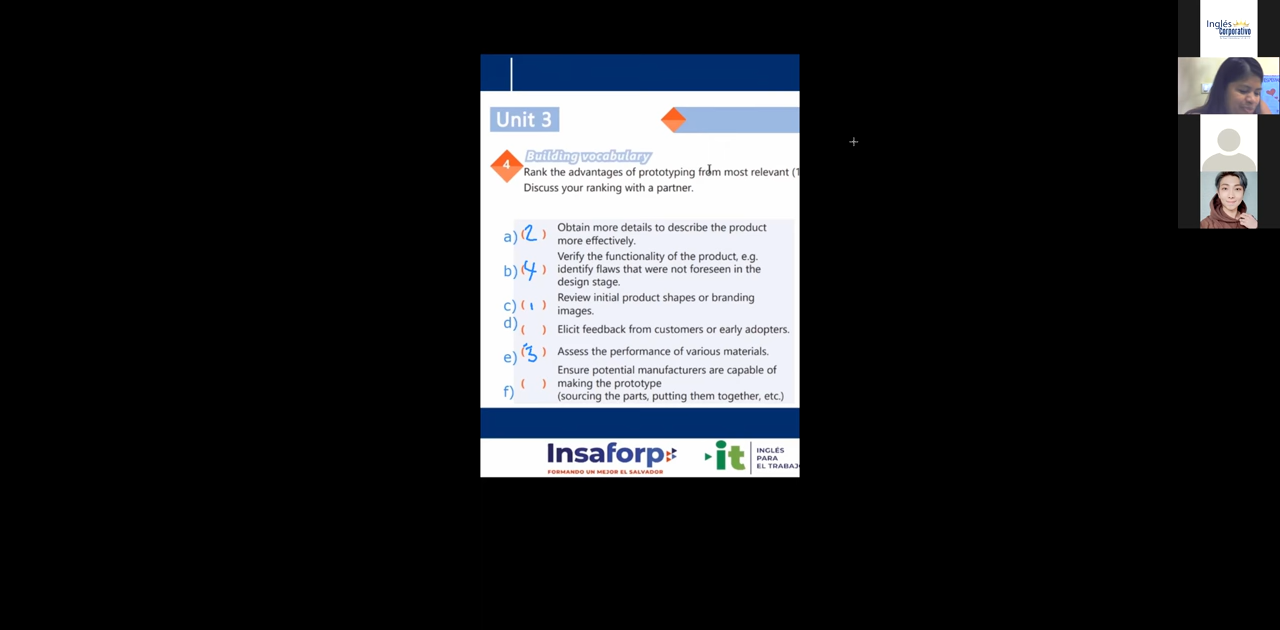 Inglés
Corporativo
Unit 3
4 Building vocabulary
Rank the advantages of prototyping from most relevant (1
Discuss your ranking with a partner.
a) (2) Obtain more details to describe the product
more effectively.
b) (4) Verify the functionality of the product, e.g.
identify flaws that were not foreseen in the
design stage.
c) (1) Review initial product shapes or branding
images.
d) ( ) Elicit feedback from customers or early adopters.
e) (3) Assess the performance of various materials.
f) ( ) Ensure potential manufacturers are capable of
making the prototype
(sourcing the parts, putting them together, etc.)
Insaforp
FORMANDO UN MEJOR EL SALVADOR
it
INGLÉS
PARA
EL TRABAJ